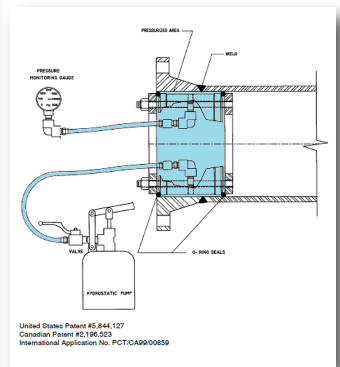 PRESSURIZED AREA
WELD
PRESSURE
MONITORING GAUGE
VALVE
O- RING SEALS
HYDROSTATIC PUMP
United States Patent #5,844,127
Canadian Patent #2,196,523
International Application No. PCT/CA99/00859